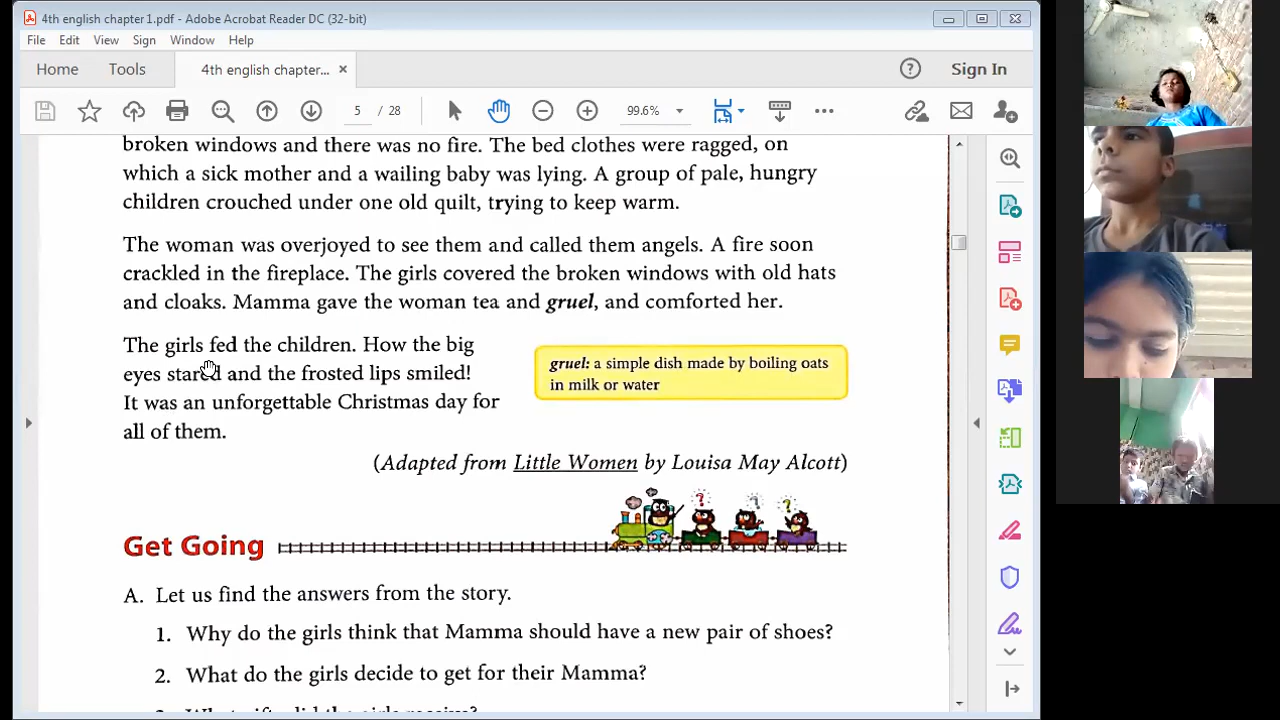 4th english chapter 1.pdf - Adobe Acrobat Reader DC (32-bit)
File Edit View Sign Window Help
Home Tools 4th english chapter... × ? Sign In
5 / 28 99.6%
broken windows and there was no fire. The bed clothes were ragged, on
which a sick mother and a wailing baby was lying. A group of pale, hungry
children crouched under one old quilt, trying to keep warm.
The woman was overjoyed to see them and called them angels. A fire soon
crackled in the fireplace. The girls covered the broken windows with old hats
and cloaks. Mamma gave the woman tea and gruel, and comforted her.
The girls fed the children. How the big
eyes stared and the frosted lips smiled!
It was an unforgettable Christmas day for
all of them.
gruel: a simple dish made by boiling oats
in milk or water
(Adapted from Little Women by Louisa May Alcott)
? ? ?
Get Going
A. Let us find the answers from the story.
1. Why do the girls think that Mamma should have a new pair of shoes?
2. What do the girls decide to get for their Mamma?